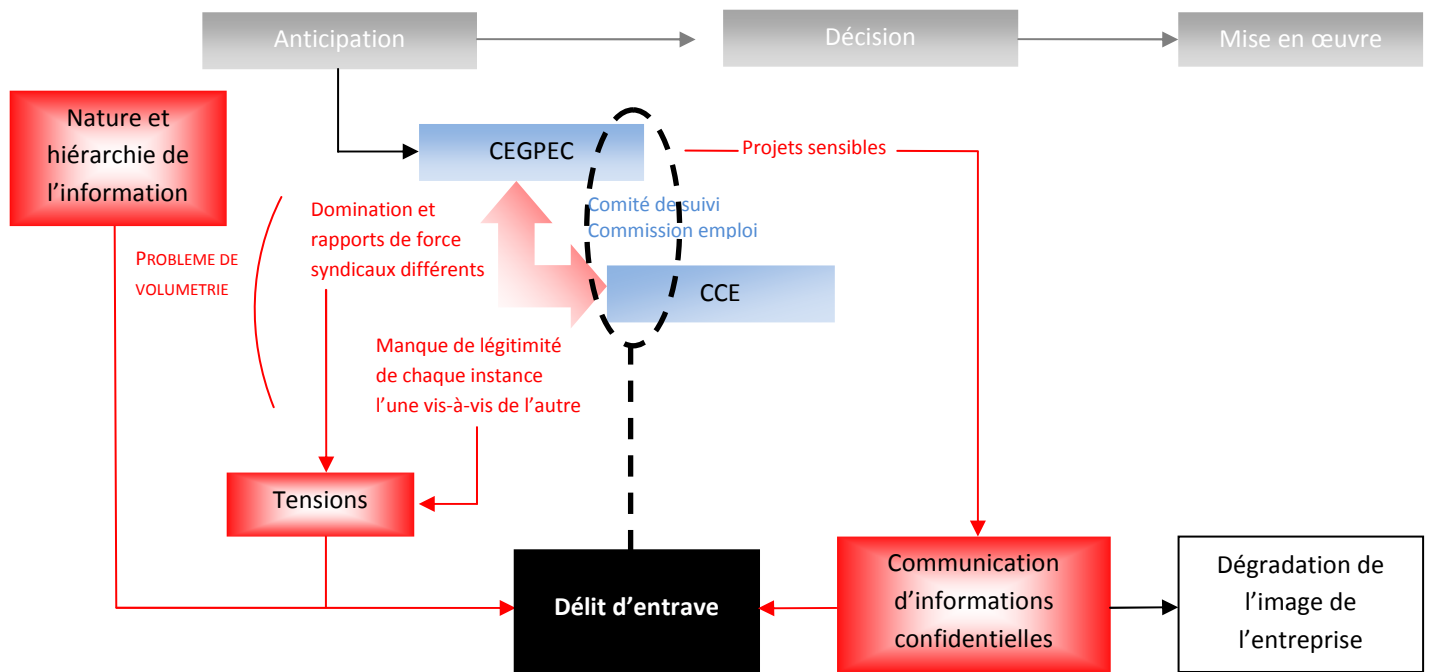 Anticipation
Décision
Mise en œuvre
Nature et
hiérarchie de
l’information
CEGPEC
Projets sensibles
Comité de suivi
Commission emploi
Domination et
rapports de force
syndicaux différents
PROBLEME DE
VOLUMETRIE
CCE
Manque de légitimité
de chaque instance
l’une vis-à-vis de l’autre
Tensions
Délit d’entrave
Communication
d’informations
confidentielles
Dégradation de
l’image de
l’entreprise